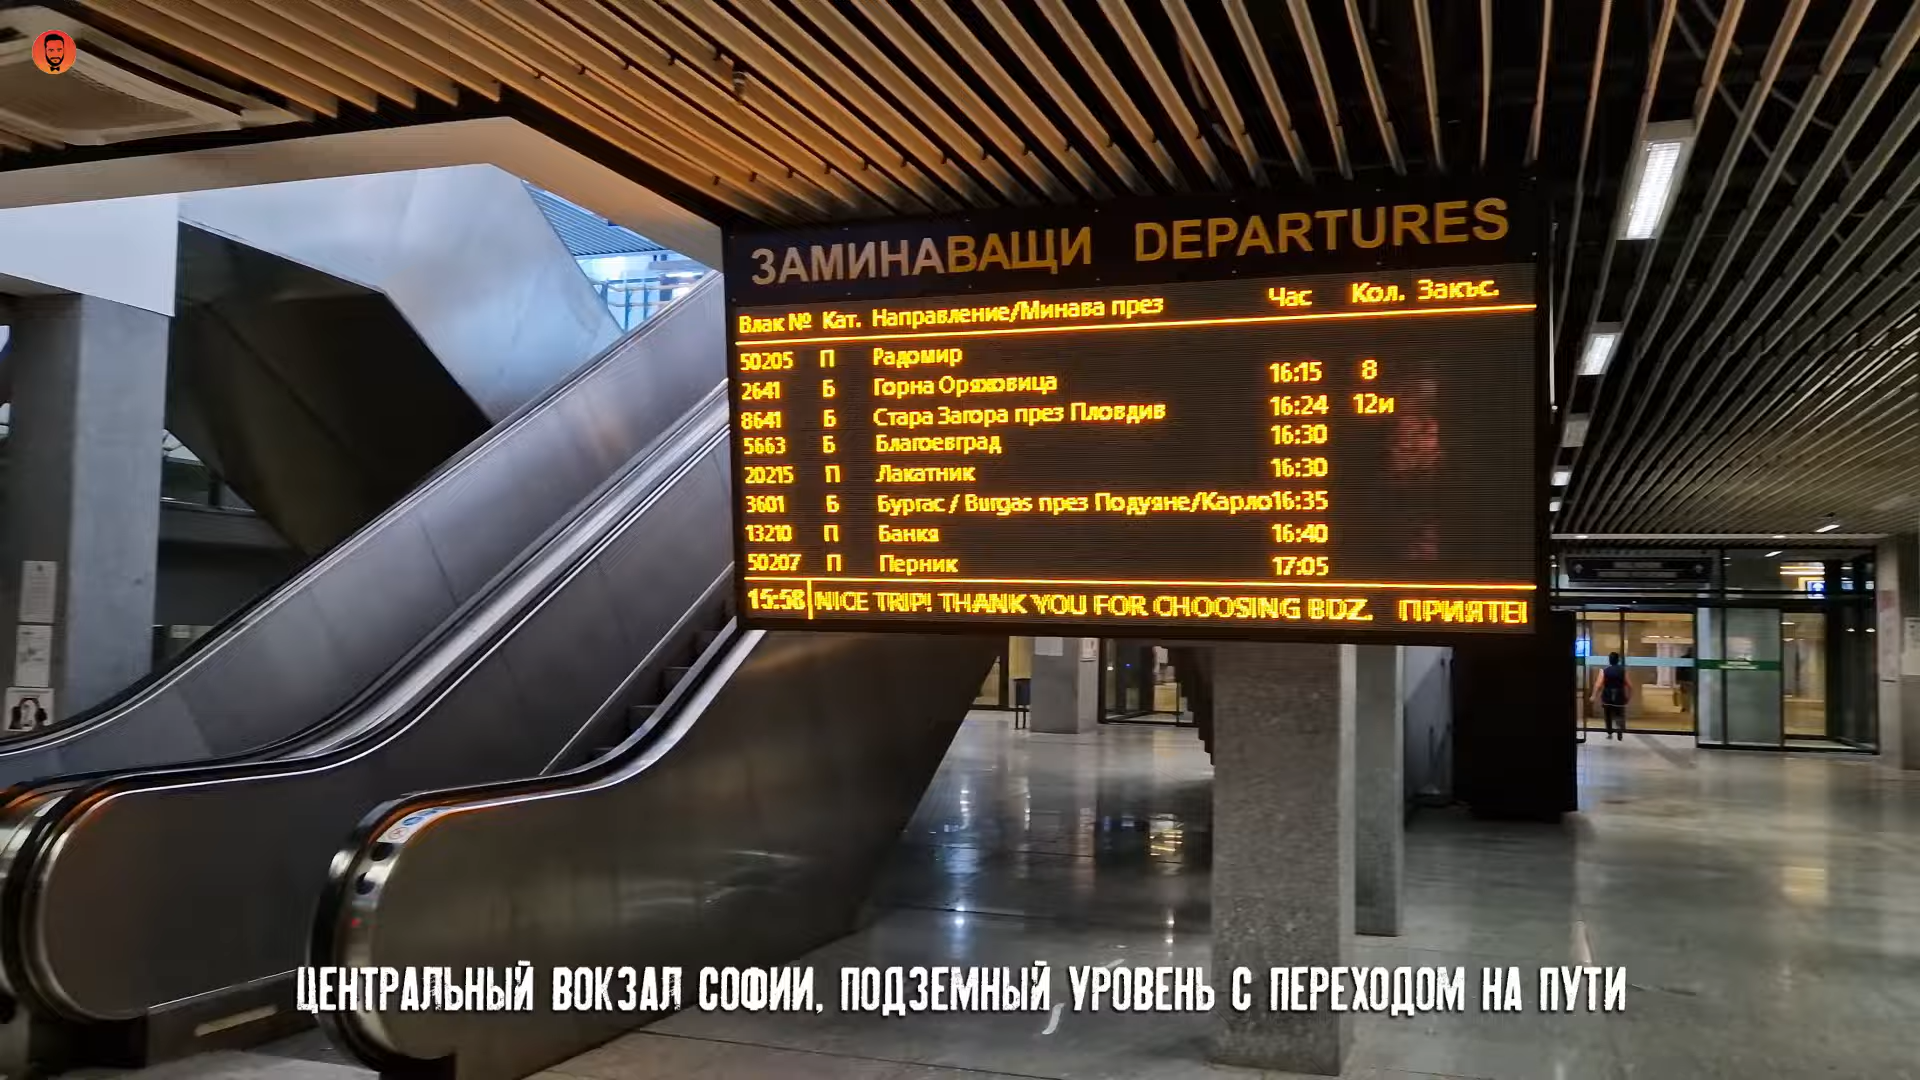 ЗАМИНАВАЩИ DEPARTURES
Влак № Кат. Направление/Минава през Час Кол. Закъс.
50205 П Радомир
2641 Б Горна Оряховица 16:15 8
8641 Б Стара Загора през Пловдив 16:24 12и
5663 Б Благоевград 16:30
20215 П Лакатник 16:30
3601 Б Бургас / Burgas през Подуяне/Карло 16:35
13210 П Банкя 16:40
50207 П Перник 17:05
15:58 NICE TRIP! THANK YOU FOR CHOOSING BDZ. ПРИЯТЕ
ЦЕНТРАЛЬНЫЙ ВОКЗАЛ СОФИИ, ПОДЗЕМНЫЙ УРОВЕНЬ С ПЕРЕХОДОМ НА ПУТИ